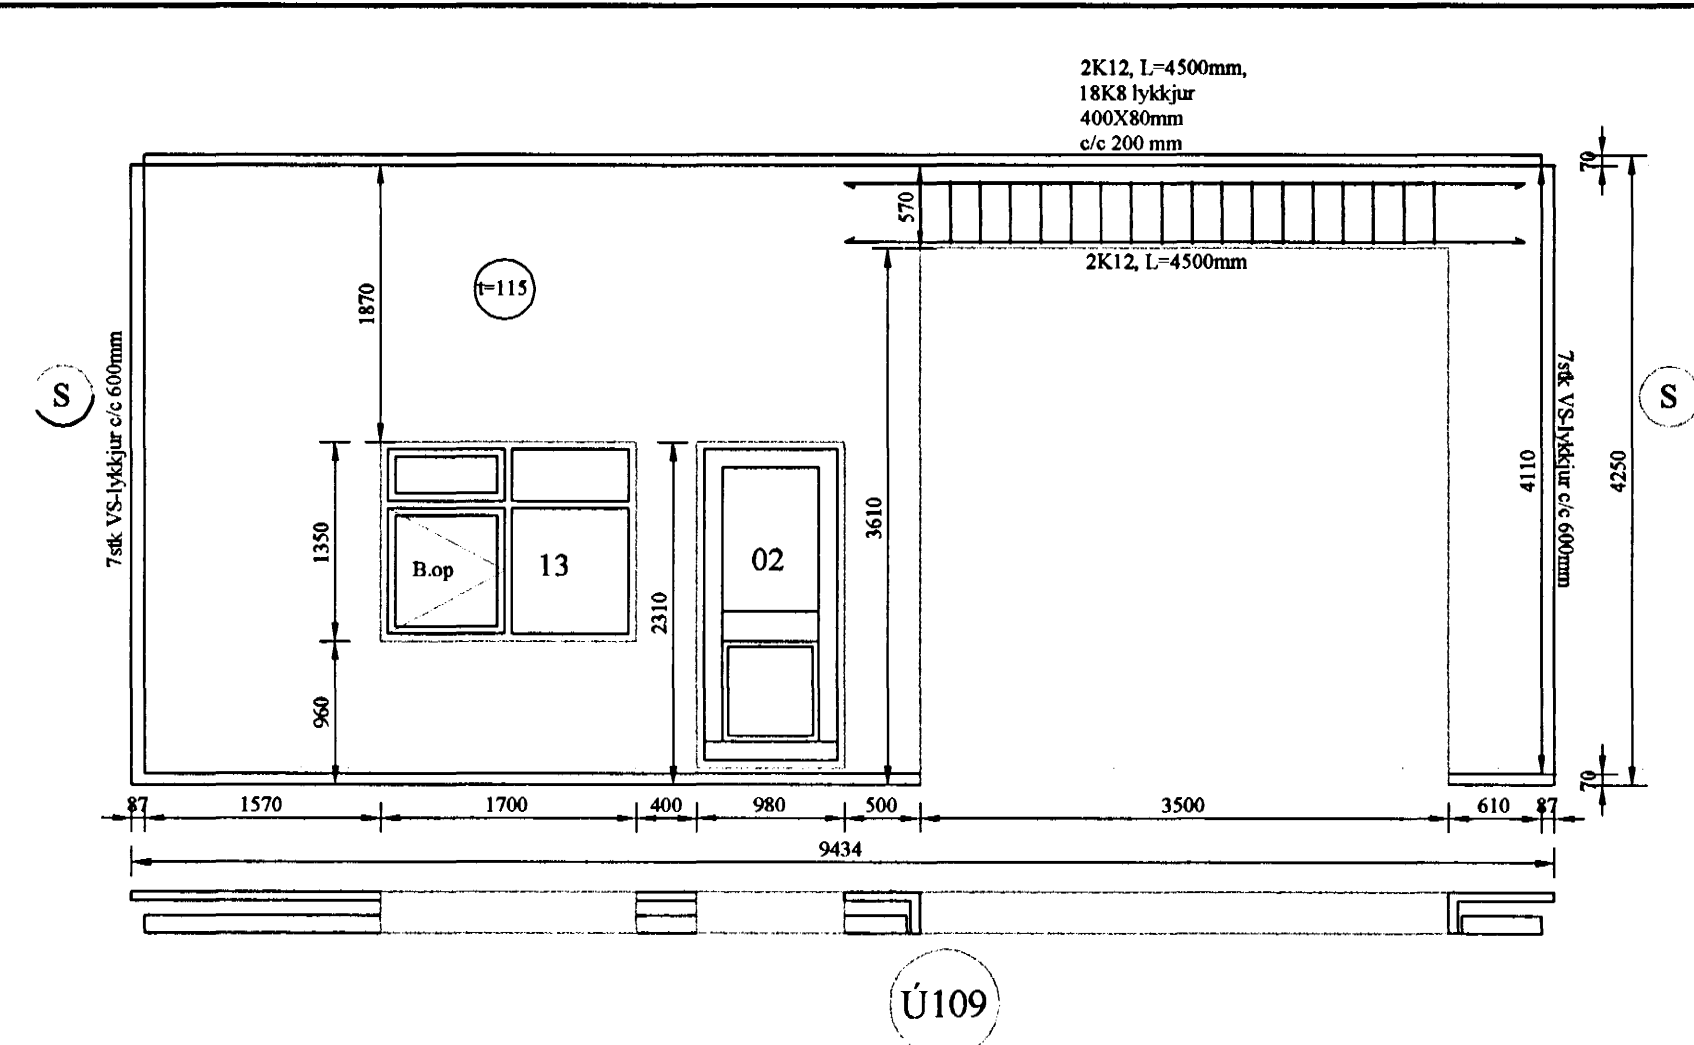 2K12, L=4500mm,
18K8 lykkjur
400X80mm
c/c 200 mm
70
570
2K12, L=4500mm
t=115
1870
7stk VS-lykkjur c/c 600mm
S
7stk VS-lykkjur c/c 600mm
S
4110
4250
3610
1350
B.op
13
02
2310
960
70
87
1570
1700
400
980
500
3500
610
87
9434
Ú109